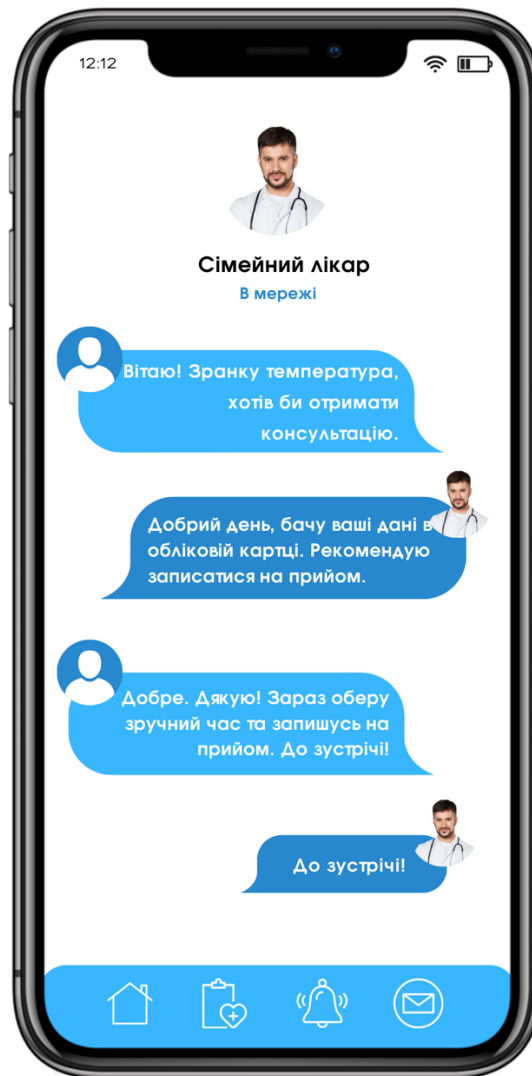 12:12
Сімейний лікар
В мережі
Вітаю! Зранку температура,
хотів би отримати
консультацію.
Добрий день, бачу ваші дані в
обліковій картці. Рекомендую
записатися на прийом.
Добре. Дякую! Зараз оберу
зручний час та запишусь на
прийом. До зустрічі!
До зустрічі!